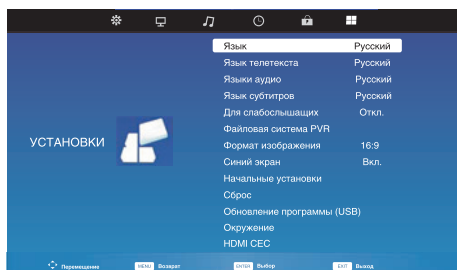 Язык Русский
Язык телетекста Русский
Языки аудио Русский
Язык субтитров Русский
Для слабослышащих Откл.
Файловая система PVR
УСТАНОВКИ
Формат изображения 16:9
Синий экран Вкл.
Начальные установки
Сброс
Обновление программы (USB)
Окружение
HDMI CEC
Перемещение MENU Возврат ENTER Выбор EXIT Выход